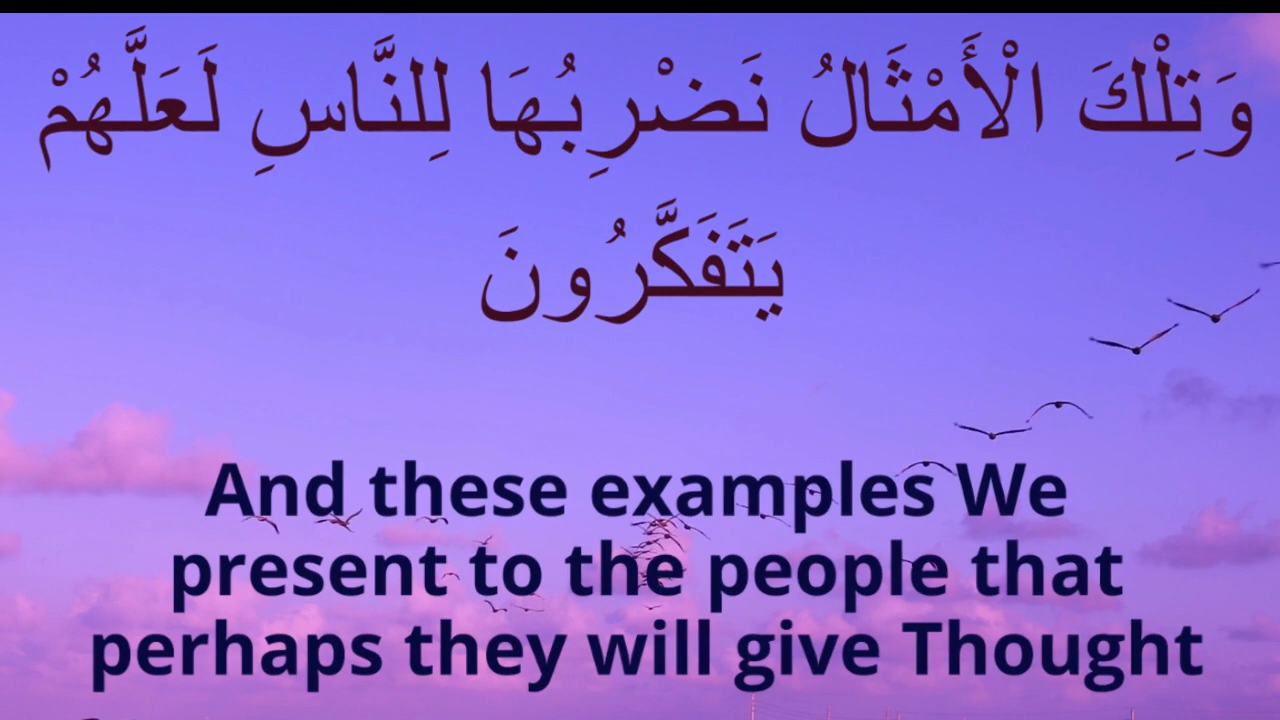 وَتِلْكَ الْأَمْثَالُ نَضْرِبُهَا لِلنَّاسِ لَعَلَّهُمْ
يَتَفَكَّرُونَ
And these examples We
present to the people that
perhaps they will give Thought